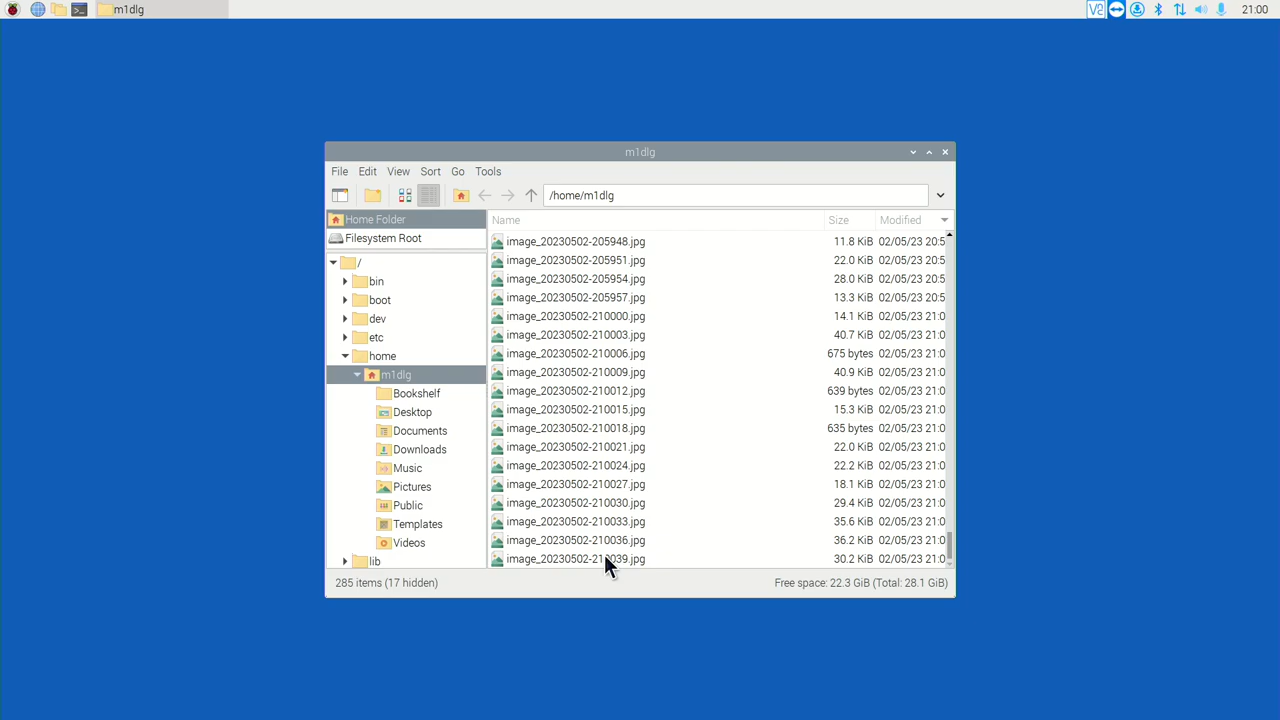 m1dlg
V2
21:00
m1dlg
File Edit View Sort Go Tools
/home/m1dlg
Home Folder
Filesystem Root
/
bin
boot
dev
etc
home
m1dlg
Bookshelf
Desktop
Documents
Downloads
Music
Pictures
Public
Templates
Videos
lib
Name Size Modified
image_20230502-205948.jpg 11.8 KiB 02/05/23 20:5
image_20230502-205951.jpg 22.0 KiB 02/05/23 20:5
image_20230502-205954.jpg 28.0 KiB 02/05/23 20:5
image_20230502-205957.jpg 13.3 KiB 02/05/23 20:5
image_20230502-210000.jpg 14.1 KiB 02/05/23 21:0
image_20230502-210003.jpg 40.7 KiB 02/05/23 21:0
image_20230502-210006.jpg 675 bytes 02/05/23 21:0
image_20230502-210009.jpg 40.9 KiB 02/05/23 21:0
image_20230502-210012.jpg 639 bytes 02/05/23 21:0
image_20230502-210015.jpg 15.3 KiB 02/05/23 21:0
image_20230502-210018.jpg 635 bytes 02/05/23 21:0
image_20230502-210021.jpg 22.0 KiB 02/05/23 21:0
image_20230502-210024.jpg 22.2 KiB 02/05/23 21:0
image_20230502-210027.jpg 18.1 KiB 02/05/23 21:0
image_20230502-210030.jpg 29.4 KiB 02/05/23 21:0
image_20230502-210033.jpg 35.6 KiB 02/05/23 21:0
image_20230502-210036.jpg 36.2 KiB 02/05/23 21:0
image_20230502-210039.jpg 30.2 KiB 02/05/23 21:0
285 items (17 hidden) Free space: 22.3 GiB (Total: 28.1 GiB)